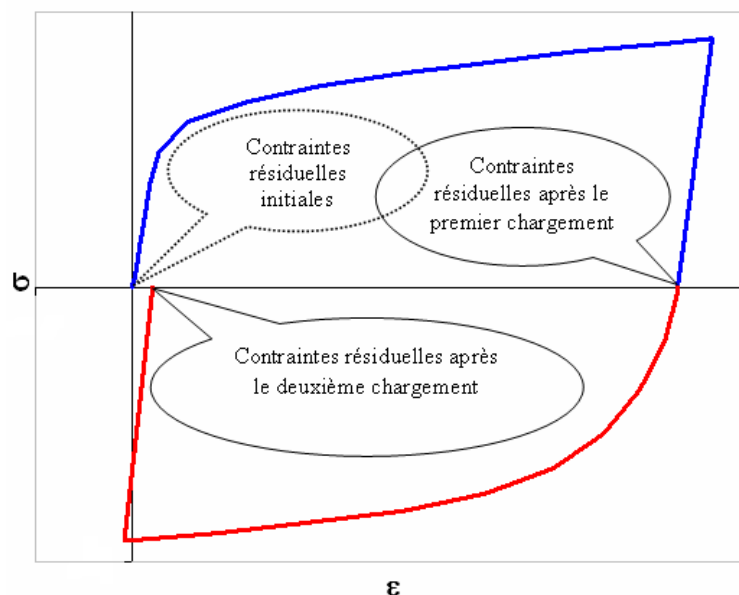 Contraintes
résiduelles
initiales
Contraintes
résiduelles après le
premier chargement
σ
Contraintes résiduelles après
le deuxième chargement
ε